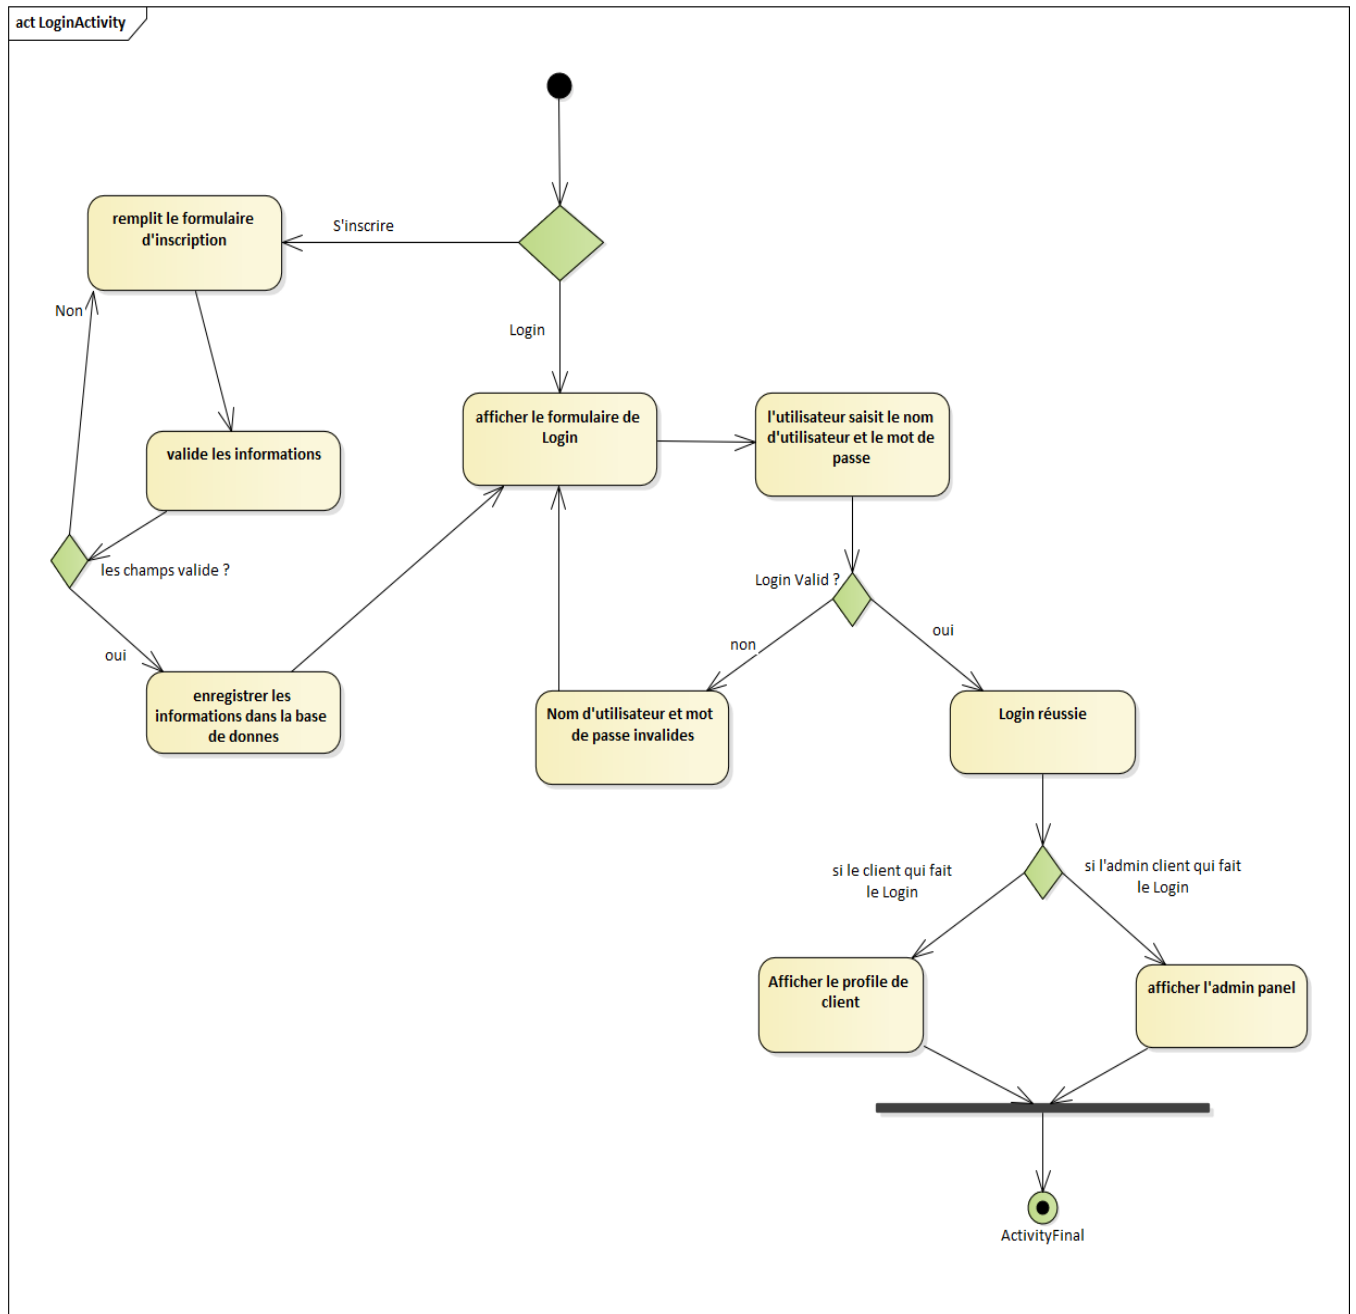 act LoginActivity
remplit le formulaire
d'inscription
S'inscrire
Non
Login
afficher le formulaire de
Login
l'utilisateur saisit le nom
d'utilisateur et le mot de
passe
valide les informations
les champs valide ?
Login Valid ?
oui
non
oui
enregistrer les
informations dans la base
de donnes
Nom d'utilisateur et mot
de passe invalides
Login réussie
si le client qui fait
le Login
si l'admin client qui fait
le Login
Afficher le profile de
client
afficher l'admin panel
ActivityFinal